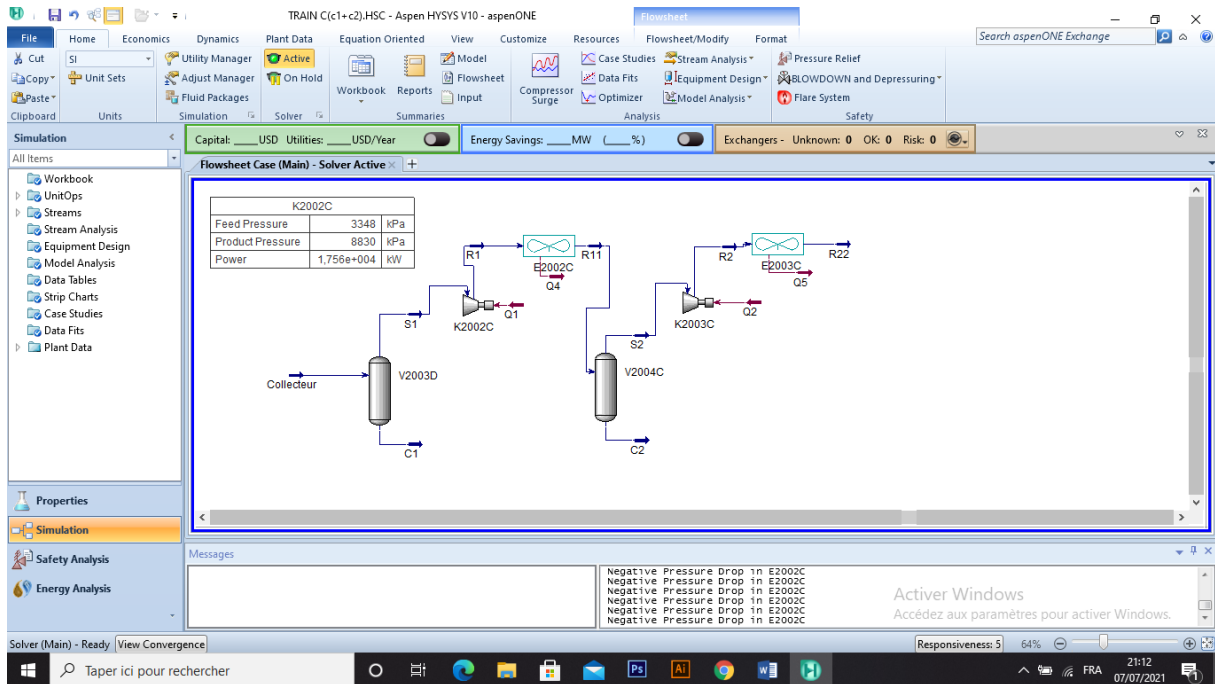 TRAIN C(c1+c2).HSC - Aspen HYSYS V10 - aspenONE
Flowsheet
File Home Economics Dynamics Plant Data Equation Oriented View Customize Resources Flowsheet/Modify Format
Search aspenONE Exchange
Cut
Copy
Paste
Clipboard
SI
Unit Sets
Units
Utility Manager
Adjust Manager
Fluid Packages
Simulation
Active
On Hold
Solver
Workbook
Reports
Model
Flowsheet
Input
Summaries
Compressor
Surge
Case Studies
Data Fits
Optimizer
Stream Analysis
Equipment Design
Model Analysis
Analysis
Pressure Relief
BLOWDOWN and Depressuring
Flare System
Safety
Simulation
All Items
Workbook
UnitOps
Streams
Stream Analysis
Equipment Design
Model Analysis
Data Tables
Strip Charts
Case Studies
Data Fits
Plant Data
Properties
Simulation
Safety Analysis
Energy Analysis
Capital: ____USD Utilities: ____USD/Year
Energy Savings: ____MW (____%)
Exchangers - Unknown: 0 OK: 0 Risk: 0
Flowsheet Case (Main) - Solver Active
K2002C
Feed Pressure 3348 kPa
Product Pressure 8830 kPa
Power 1,756e+004 kW
R1
E2002C
R11
Q4
S1
K2002C
Q1
Collecteur
V2003D
C1
R2
E2003C
R22
Q5
K2003C
Q2
S2
V2004C
C2
Messages
Negative Pressure Drop in E2002C
Negative Pressure Drop in E2002C
Negative Pressure Drop in E2002C
Negative Pressure Drop in E2002C
Negative Pressure Drop in E2002C
Negative Pressure Drop in E2002C
Activer Windows
Accédez aux paramètres pour activer Windows.
Solver (Main) - Ready View Convergence
Responsiveness: 5 64%
Taper ici pour rechercher
Ps
Ai
FRA
21:12
07/07/2021
1